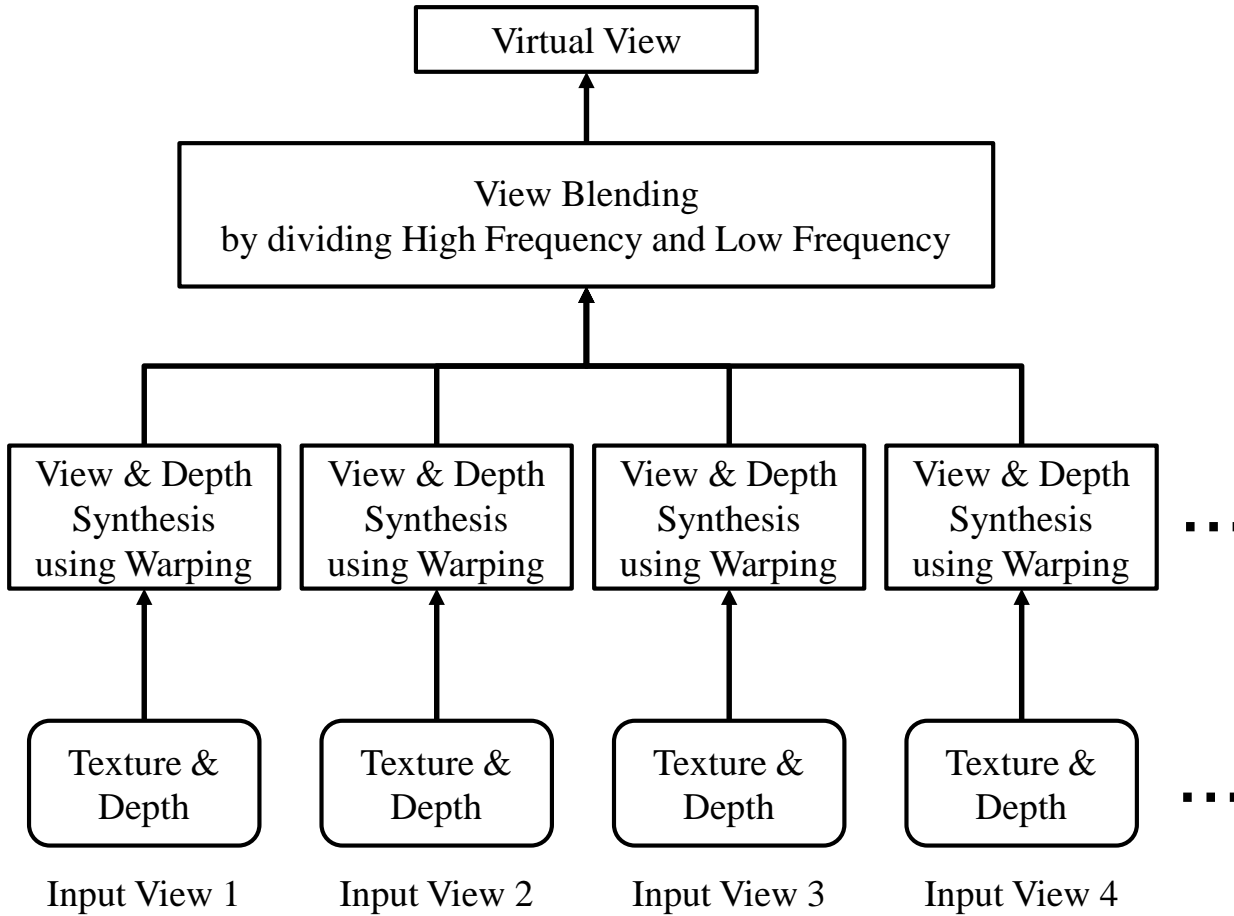 Virtual View
View Blending
by dividing High Frequency and Low Frequency
View & Depth
Synthesis
using Warping
View & Depth
Synthesis
using Warping
View & Depth
Synthesis
using Warping
View & Depth
Synthesis
using Warping
...
Texture &
Depth
Texture &
Depth
Texture &
Depth
Texture &
Depth
...
Input View 1
Input View 2
Input View 3
Input View 4